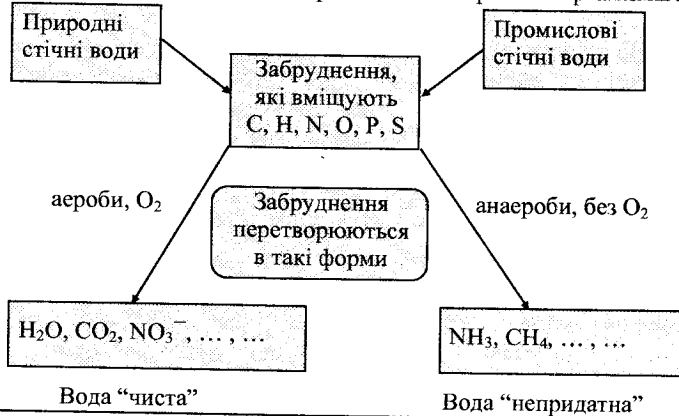 Природні
стічні води
Промислові
стічні води
Забруднення,
які вміщують
C, H, N, O, P, S
аероби, O₂
Забруднення
перетворюються
в такі форми
анаероби, без O₂
H₂O, CO₂, NO₃⁻, … , …
NH₃, CH₄, … , …
Вода “чиста”
Вода “непридатна”